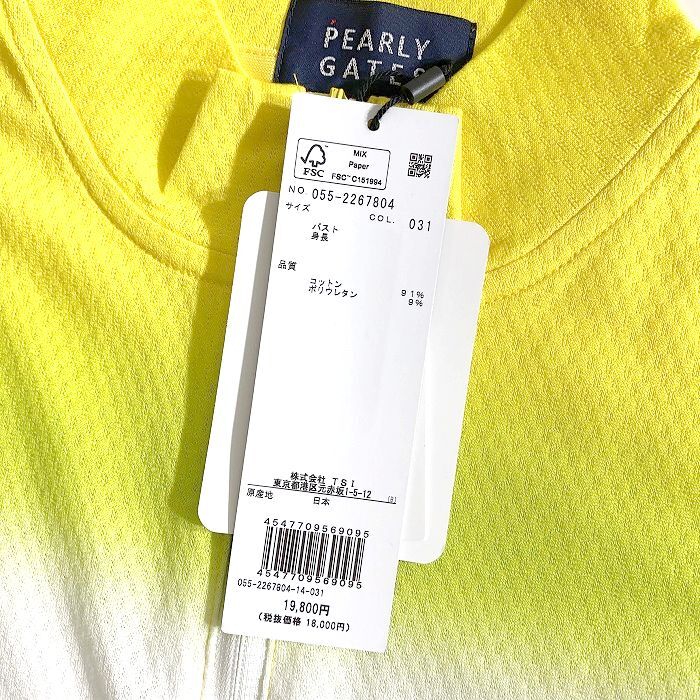 PEARLY
GATES
FSC
MIX
Paper
FSC™ C151994
NO. 055-2267804
サイズ COL. 031
バスト
身長
品質
コットン 91%
ポリウレタン 9%
株式会社 TSI
東京都港区元赤坂1-5-12
原産地 日本
4547709569095
4547709569095
055-2267804-14-031
19,800円
(税抜価格 18,000円)